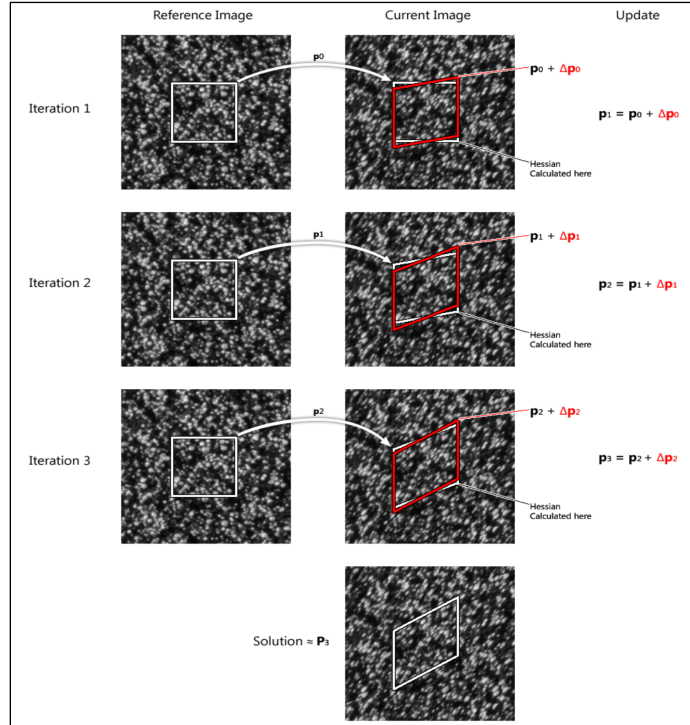 Reference Image
Current Image
Update
Iteration 1
p0
p0 + Δp0
p1 = p0 + Δp0
Hessian
Calculated here
Iteration 2
p1
p1 + Δp1
p2 = p1 + Δp1
Hessian
Calculated here
Iteration 3
p2
p2 + Δp2
p3 = p2 + Δp2
Hessian
Calculated here
Solution ≈ P3